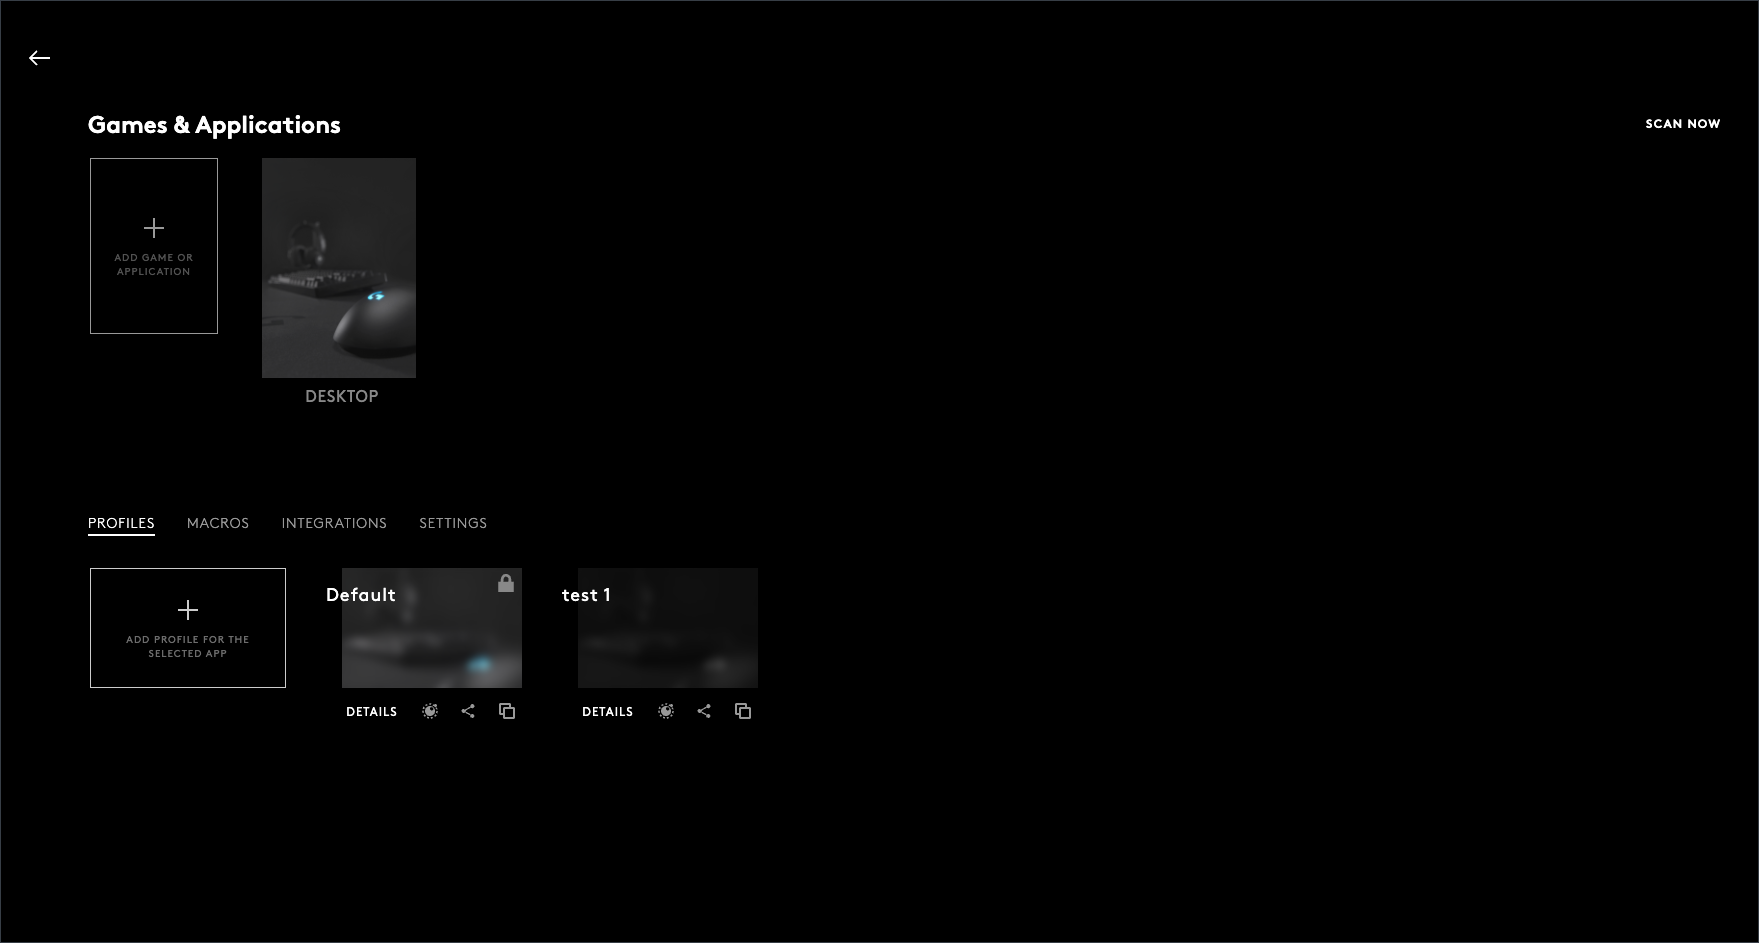 Games & Applications
SCAN NOW
ADD GAME OR
APPLICATION
DESKTOP
PROFILES MACROS INTEGRATIONS SETTINGS
ADD PROFILE FOR THE
SELECTED APP
Default
DETAILS
test 1
DETAILS